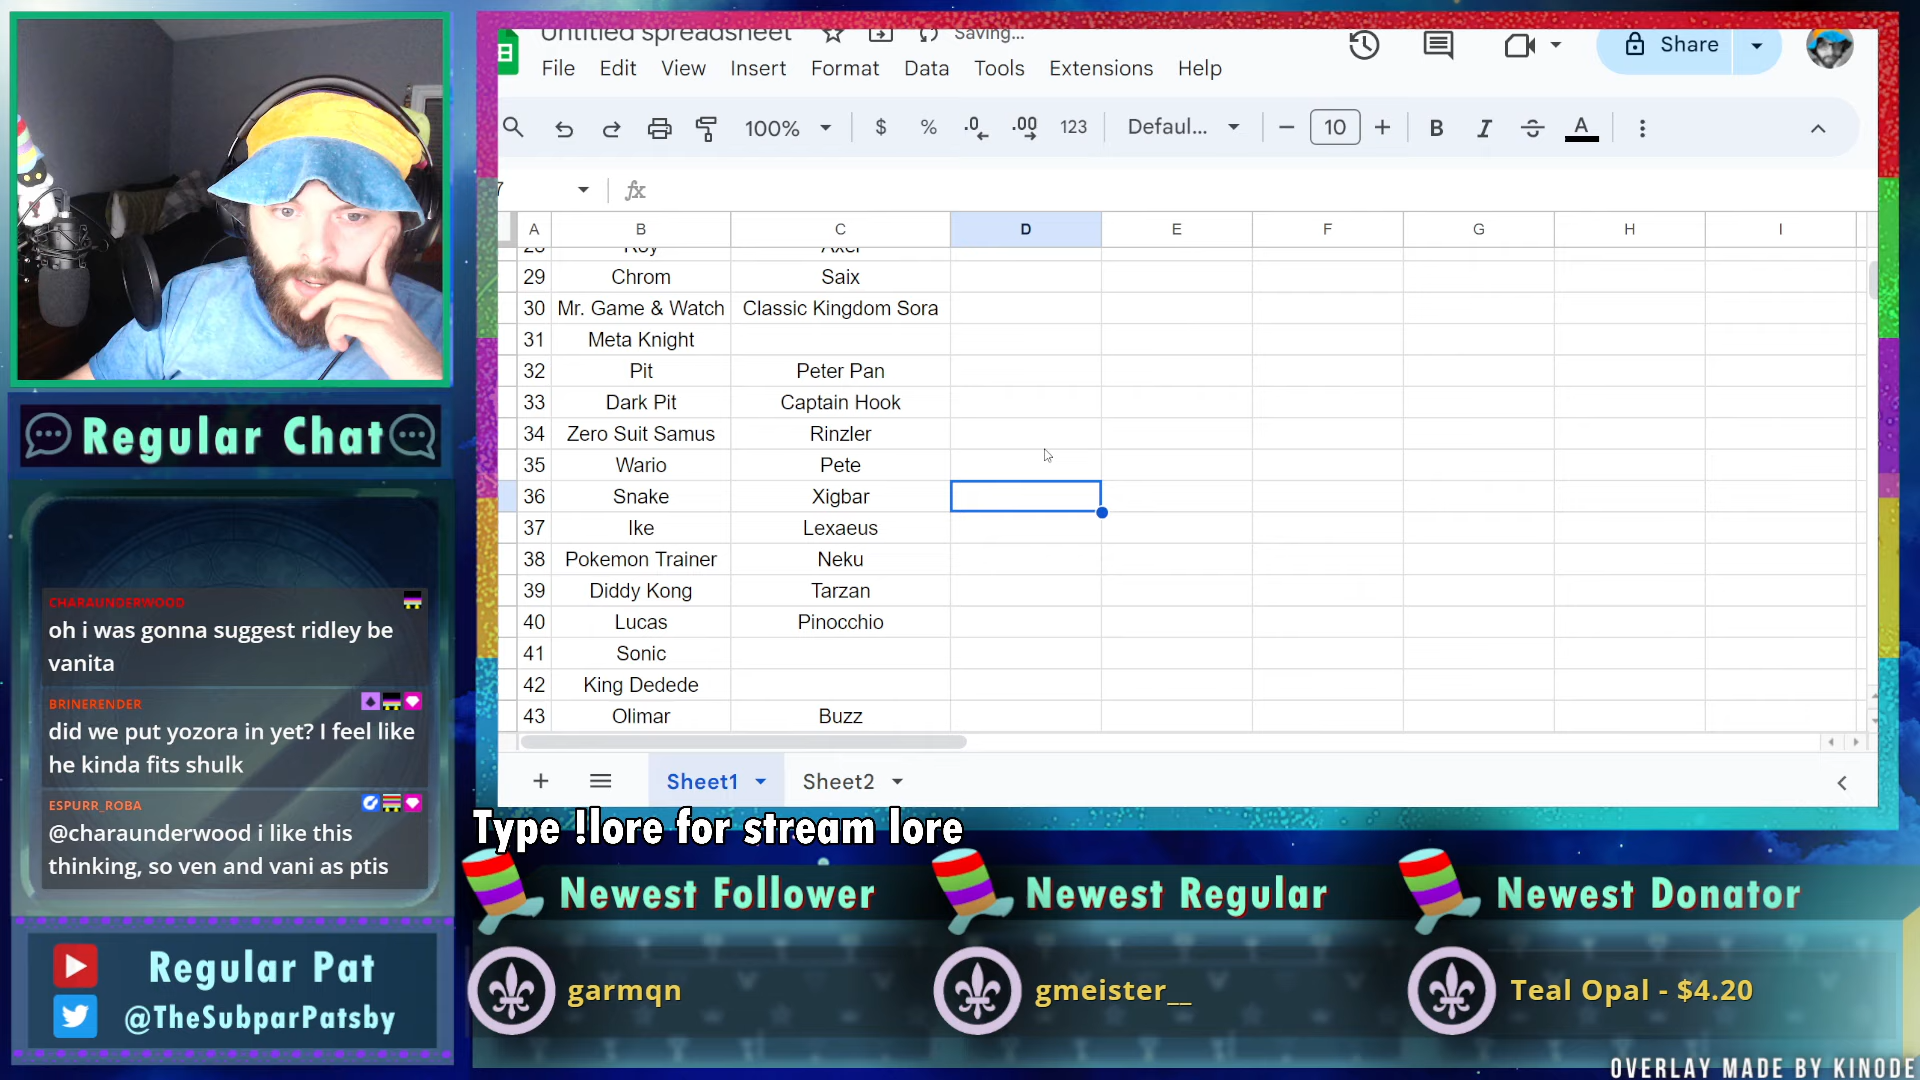 Untitled spreadsheet
Saving...
File Edit View Insert Format Data Tools Extensions Help
Share
100% $ % .0 .00 123 Defaul... 10 B I S A
fx
A B C D E F G H I
28 Roy Axel
29 Chrom Saix
30 Mr. Game & Watch Classic Kingdom Sora
31 Meta Knight
32 Pit Peter Pan
33 Dark Pit Captain Hook
34 Zero Suit Samus Rinzler
35 Wario Pete
36 Snake Xigbar
37 Ike Lexaeus
38 Pokemon Trainer Neku
39 Diddy Kong Tarzan
40 Lucas Pinocchio
41 Sonic
42 King Dedede
43 Olimar Buzz
Sheet1 Sheet2
Regular Chat
CHARAUNDERWOOD
oh i was gonna suggest ridley be
vanita
BRINERENDER
did we put yozora in yet? I feel like
he kinda fits shulk
ESPURR_ROBA
@charaunderwood i like this
thinking, so ven and vani as ptis
Regular Pat
@TheSubparPatsby
Type !lore for stream lore
Newest Follower
garmqn
Newest Regular
gmeister__
Newest Donator
Teal Opal - $4.20
OVERLAY MADE BY KINODE